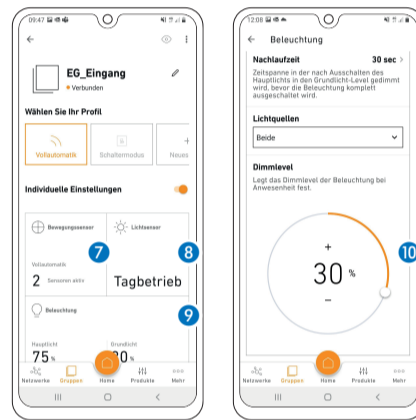 09:47
EG_Eingang
Verbunden
Wählen Sie Ihr Profil
Vollautomatik
Schaltermodus
Neues
Individuelle Einstellungen
Bewegungssensor
7
Lichtsensor
8
Vollautomatik
2 Sensoren aktiv
Tagbetrieb
Beleuchtung
9
Hauptlicht
Grundlicht
75 %
30 %
Netzwerke
Gruppen
Home
Produkte
Mehr
12:08
Beleuchtung
Nachlaufzeit 30 sec >
Zeitspanne in der nach Ausschalten des
Hauptlichts in den Grundlicht-Level gedimmt
wird, bevor die Beleuchtung komplett
ausgeschaltet wird.
Lichtquellen
Beide
Dimmlevel
Legt das Dimmlevel der Beleuchtung bei
Anwesenheit fest.
10
+
30 %
−
Netzwerke
Gruppen
Home
Produkte
Mehr